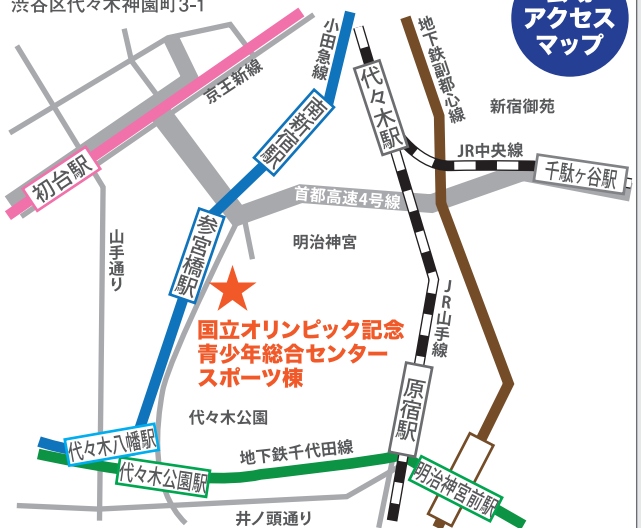 渋谷区代々木神園町3-1
アクセス
マップ
小田急線
地下鉄副都心線
京王新線
代々木駅
新宿御苑
南新宿駅
JR中央線
千駄ヶ谷駅
初台駅
首都高速4号線
参宮橋駅
山手通り
明治神宮
JR山手線
国立オリンピック記念
青少年総合センター
スポーツ棟
原宿駅
代々木公園
代々木八幡駅
地下鉄千代田線
代々木公園駅
明治神宮前駅
井ノ頭通り